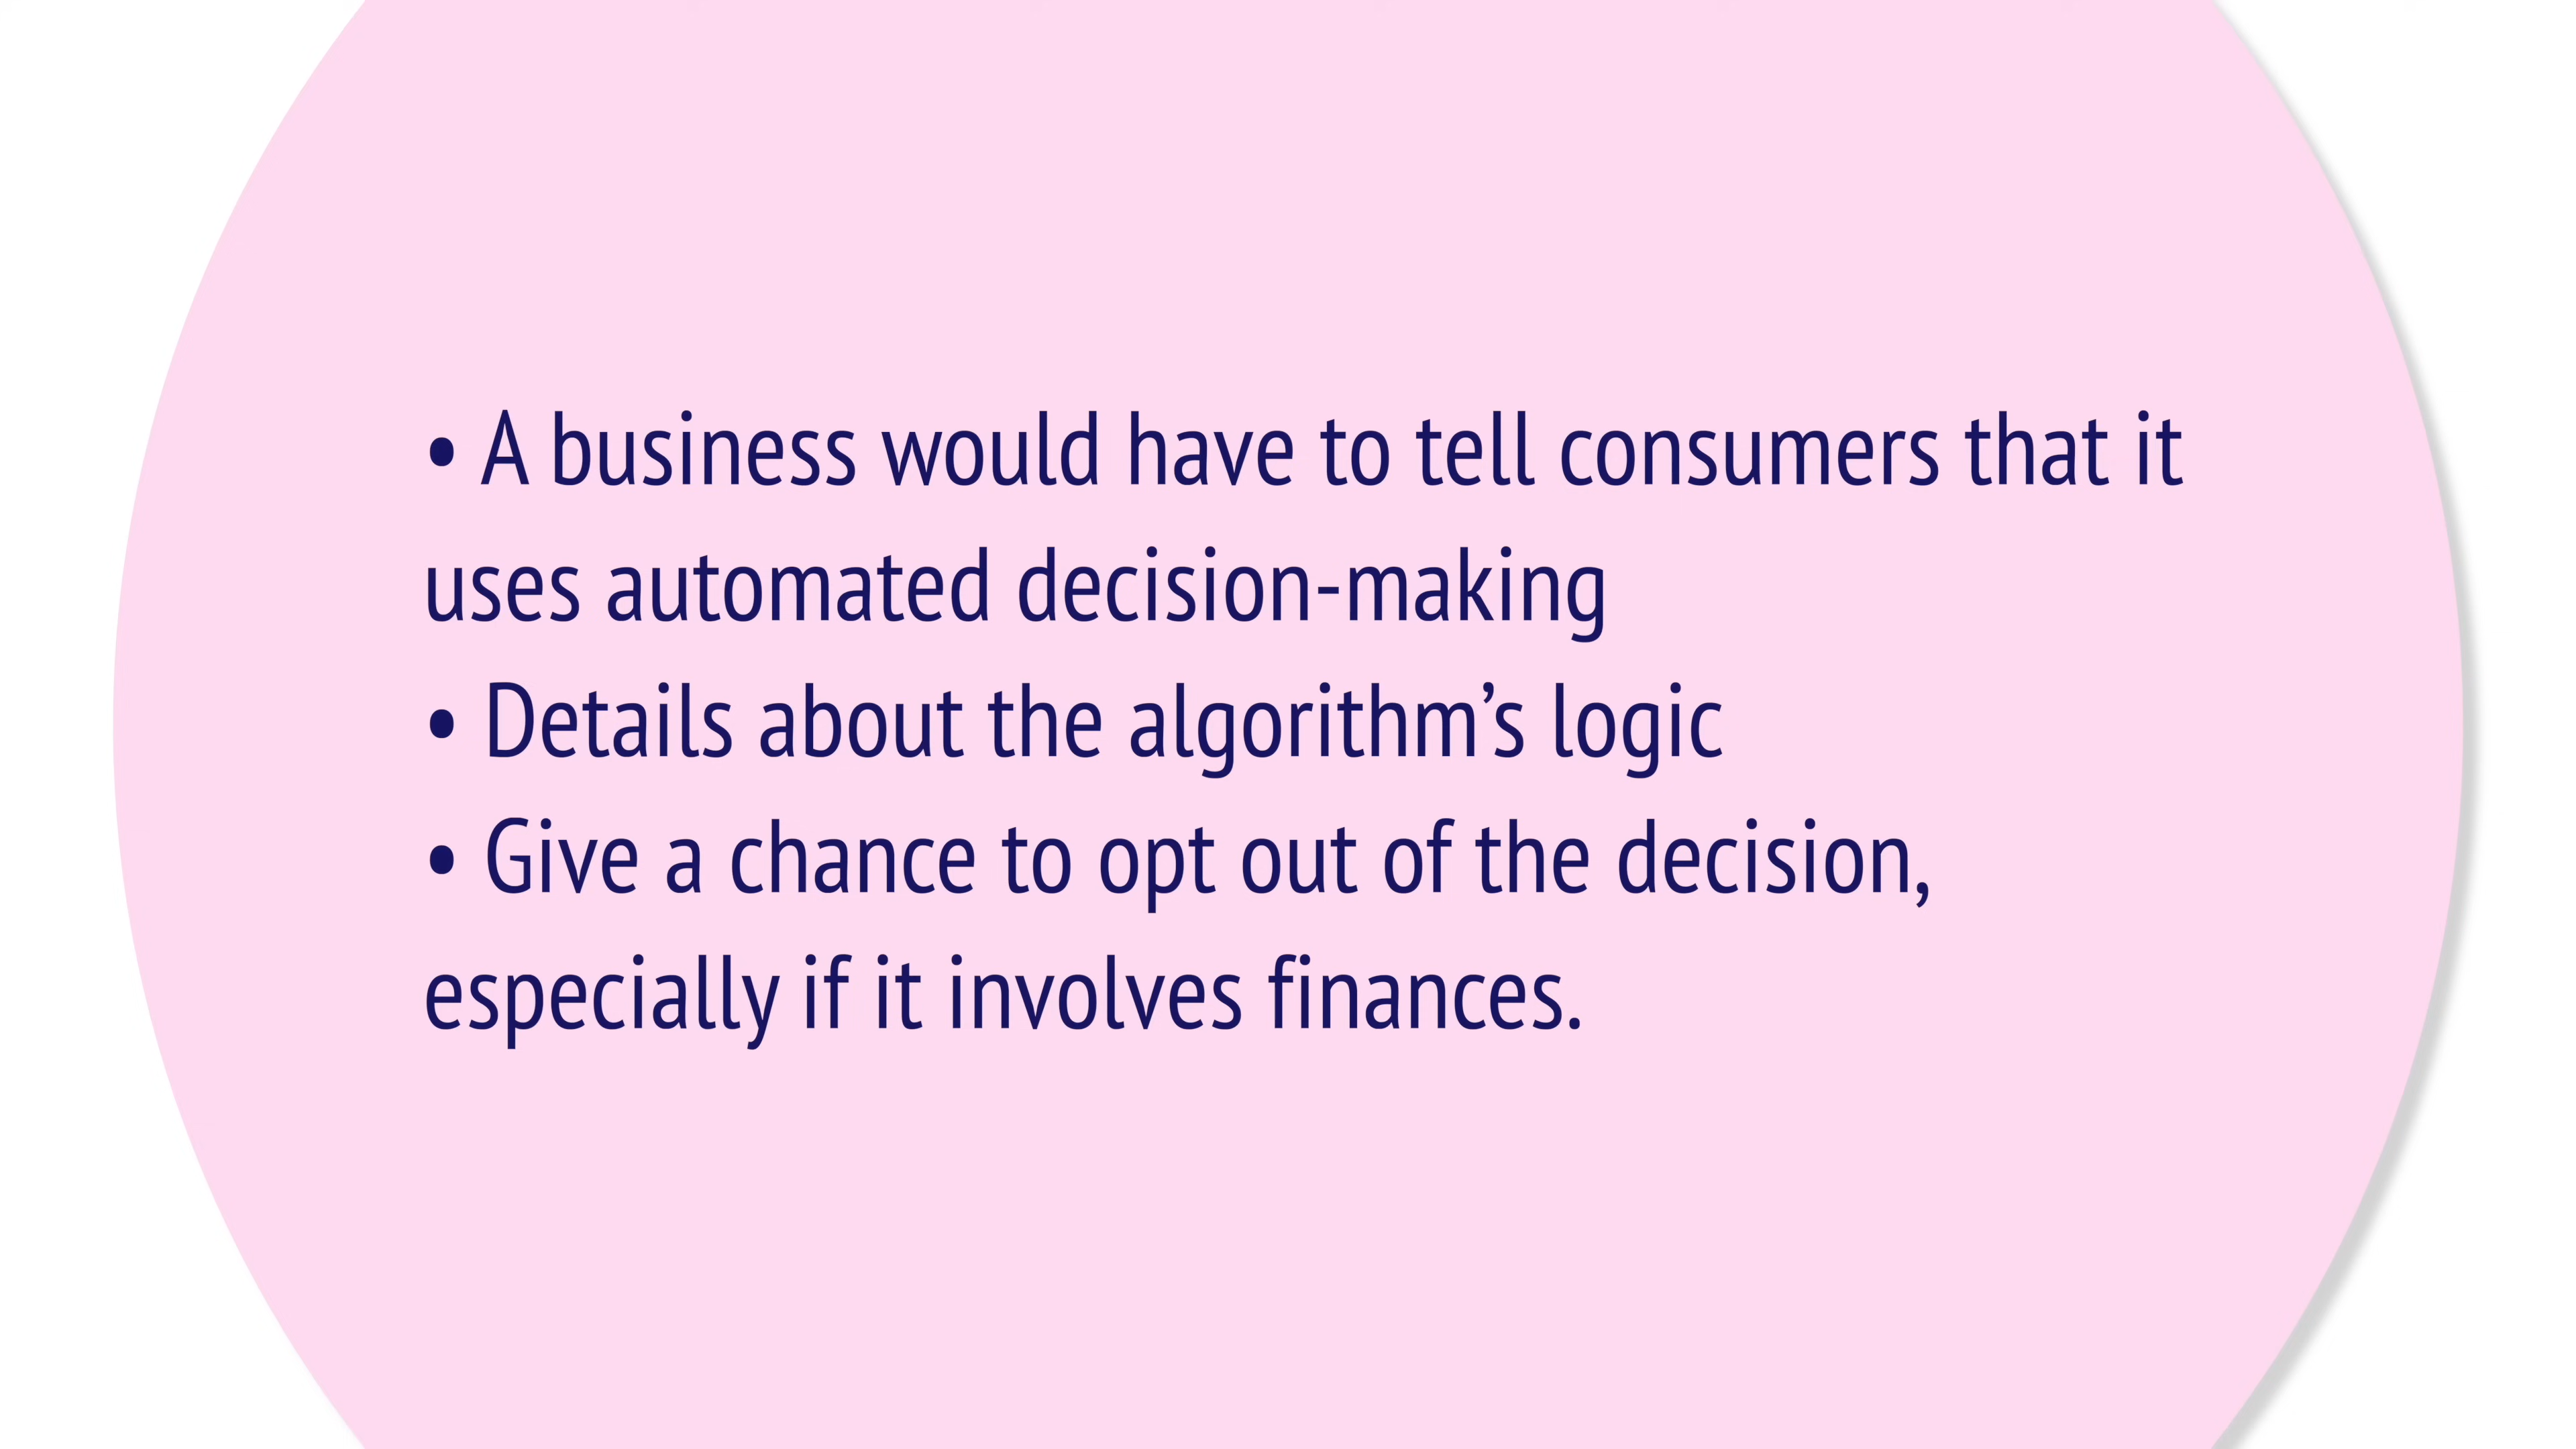 • A business would have to tell consumers that it
uses automated decision-making
• Details about the algorithm’s logic
• Give a chance to opt out of the decision,
especially if it involves finances.